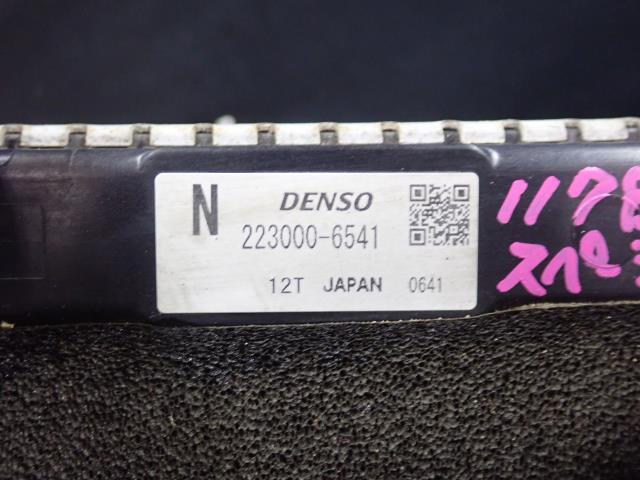 N DENSO
223000-6541
12T JAPAN 0641
117
スペ